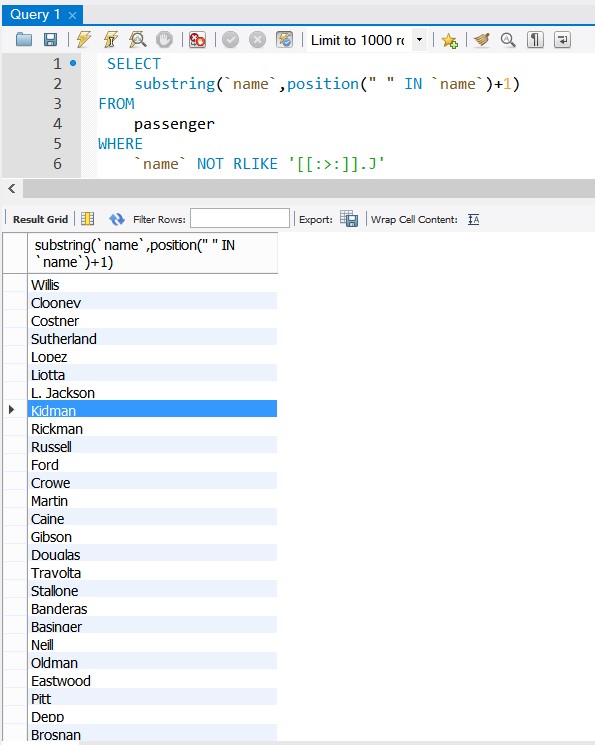 Query 1 ×
Limit to 1000 rc
1 SELECT
2 substring(`name`,position(" " IN `name`)+1)
3 FROM
4 passenger
5 WHERE
6 `name` NOT RLIKE '[[:>:]].J'
Result Grid Filter Rows: Export: Wrap Cell Content:
substring(`name`,position(" " IN
`name`)+1)
Willis
Clooney
Costner
Sutherland
Lopez
Liotta
L. Jackson
Kidman
Rickman
Russell
Ford
Crowe
Martin
Caine
Gibson
Douglas
Travolta
Stallone
Banderas
Basinger
Neill
Oldman
Eastwood
Pitt
Depp
Brosnan